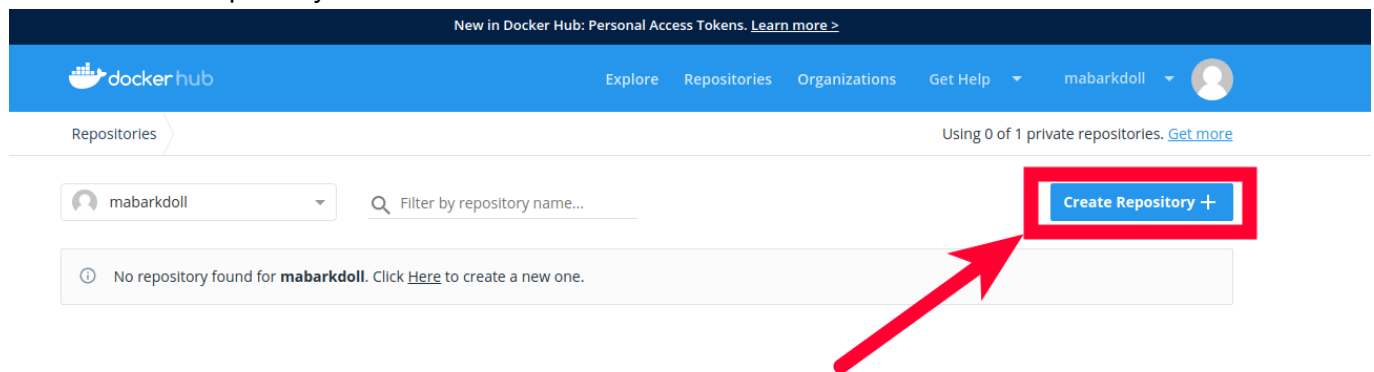 New in Docker Hub: Personal Access Tokens. Learn more >
docker hub
Explore Repositories Organizations Get Help mabarkdoll
Repositories
Using 0 of 1 private repositories. Get more
mabarkdoll
Filter by repository name...
Create Repository +
No repository found for mabarkdoll. Click Here to create a new one.